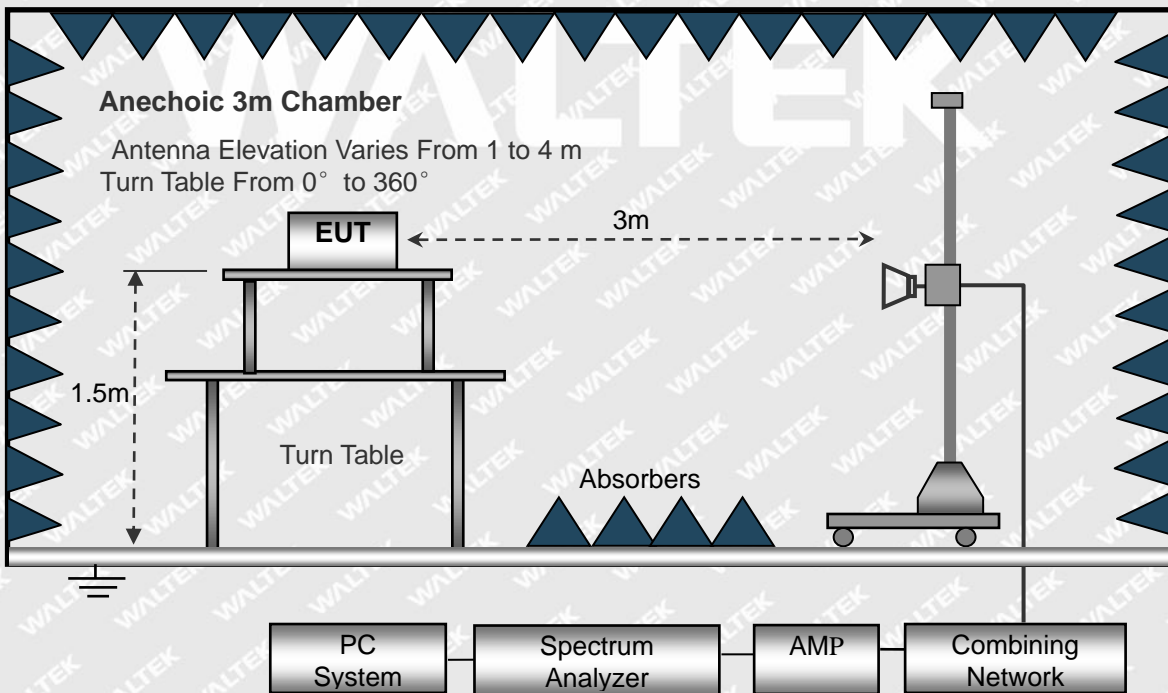 WALTEK
Anechoic 3m Chamber
Antenna Elevation Varies From 1 to 4 m
Turn Table From 0° to 360°
EUT
3m
1.5m
Turn Table
Absorbers
PC
System
Spectrum
Analyzer
AMP
Combining
Network